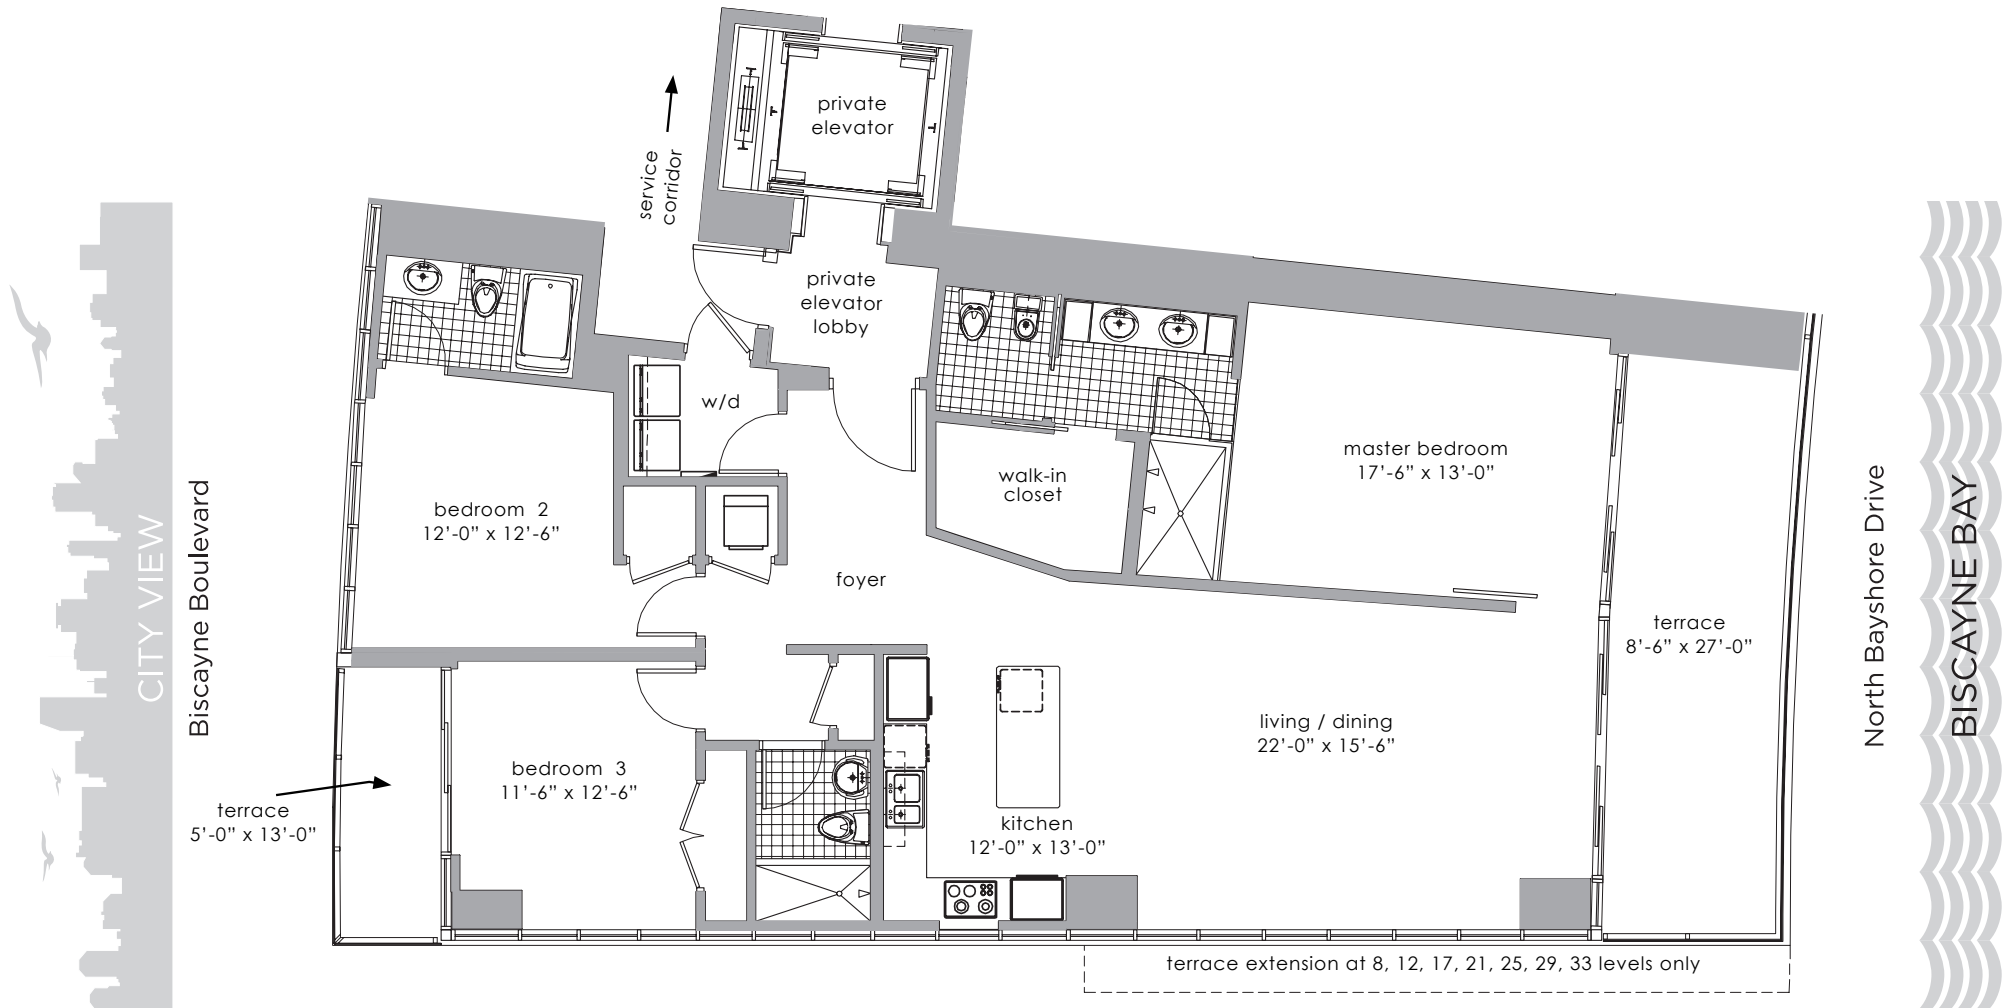 private
elevator
service
corridor
private
elevator
lobby
w/d
master bedroom
17'-6" x 13'-0"
walk-in
closet
bedroom 2
12'-0" x 12'-6"
foyer
terrace
8'-6" x 27'-0"
living / dining
22'-0" x 15'-6"
bedroom 3
11'-6" x 12'-6"
terrace
5'-0" x 13'-0"
kitchen
12'-0" x 13'-0"
terrace extension at 8, 12, 17, 21, 25, 29, 33 levels only
CITY VIEW
Biscayne Boulevard
North Bayshore Drive
BISCAYNE BAY